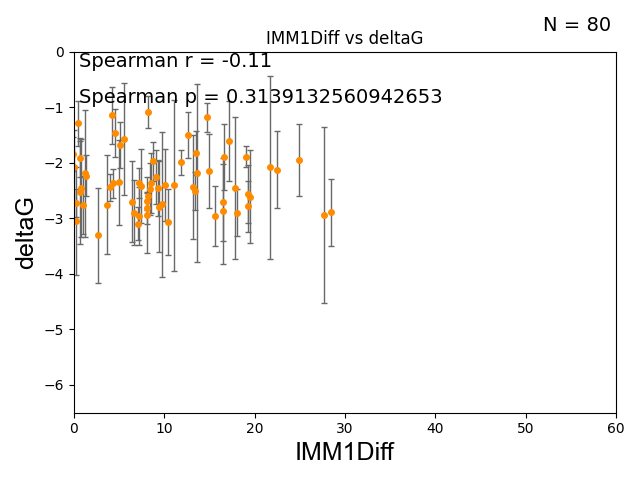 N = 80
IMM1Diff vs deltaG
Spearman r = -0.11
Spearman p = 0.3139132560942653
0
−1
−2
−3
−4
−5
−6
deltaG
0 10 20 30 40 50 60
IMM1Diff